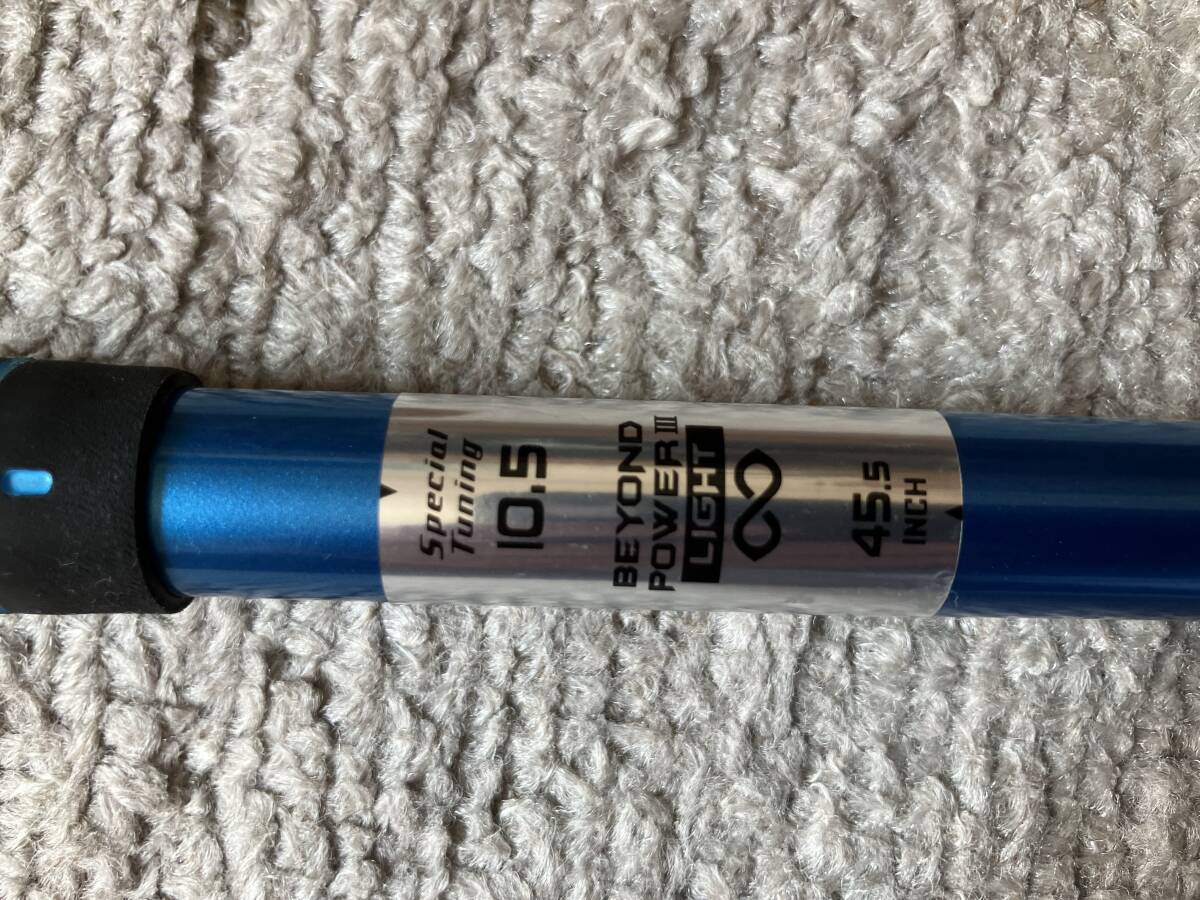 Special
Tuning
10.5
BEYOND
POWER III
LIGHT
45.5
INCH